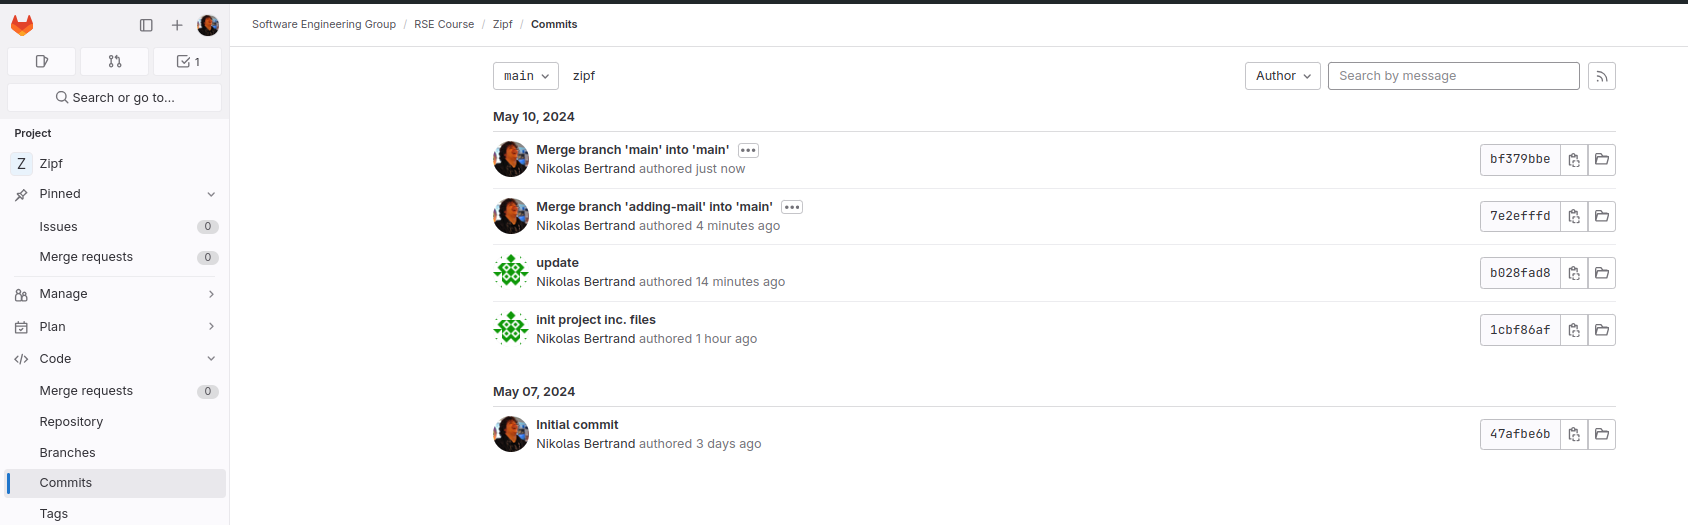 Software Engineering Group / RSE Course / Zipf / Commits
1
Search or go to...
Project
Z Zipf
Pinned
Issues 0
Merge requests 0
Manage
Plan
Code
Merge requests 0
Repository
Branches
Commits
Tags
main zipf Author Search by message
May 10, 2024
Merge branch 'main' into 'main'
Nikolas Bertrand authored just now
bf379bbe
Merge branch 'adding-mail' into 'main'
Nikolas Bertrand authored 4 minutes ago
7e2efffd
update
Nikolas Bertrand authored 14 minutes ago
b028fad8
init project inc. files
Nikolas Bertrand authored 1 hour ago
1cbf86af
May 07, 2024
Initial commit
Nikolas Bertrand authored 3 days ago
47afbe6b